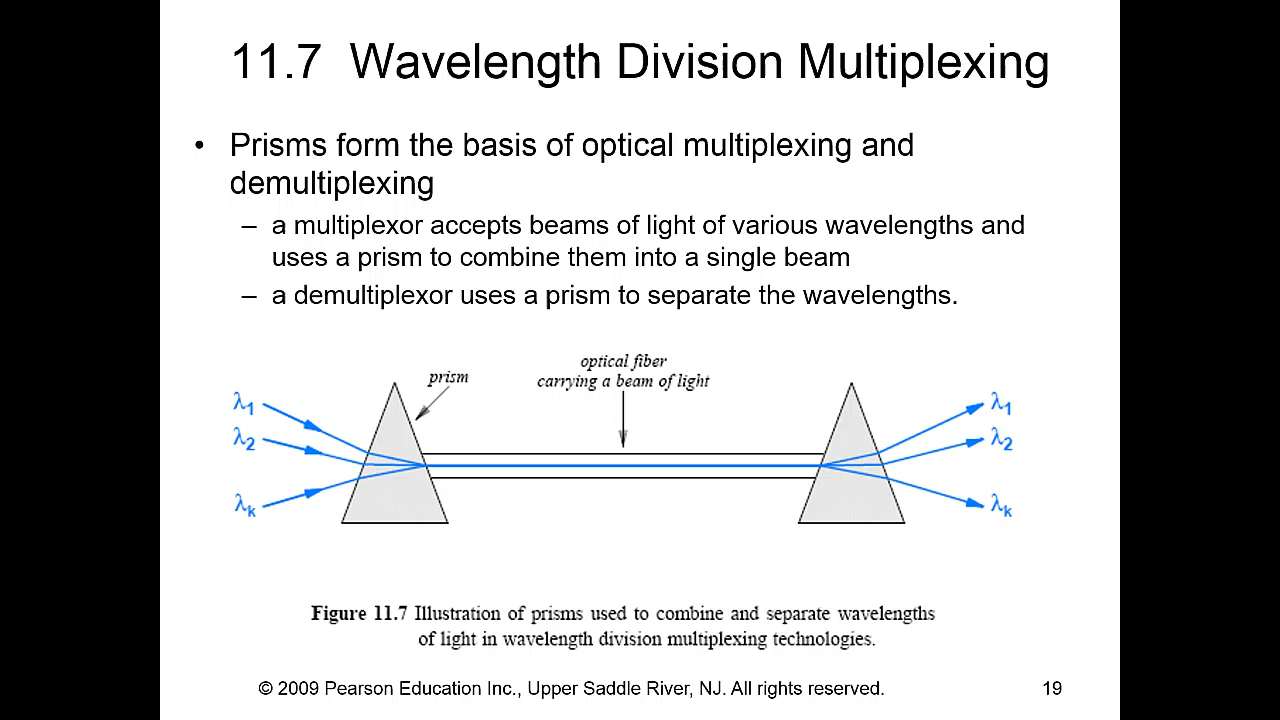 11.7 Wavelength Division Multiplexing
• Prisms form the basis of optical multiplexing and
demultiplexing
– a multiplexor accepts beams of light of various wavelengths and
uses a prism to combine them into a single beam
– a demultiplexor uses a prism to separate the wavelengths.
optical fiber
carrying a beam of light
prism
λ1
λ2
λk
λ1
λ2
λk
Figure 11.7 Illustration of prisms used to combine and separate wavelengths
of light in wavelength division multiplexing technologies.
© 2009 Pearson Education Inc., Upper Saddle River, NJ. All rights reserved.
19